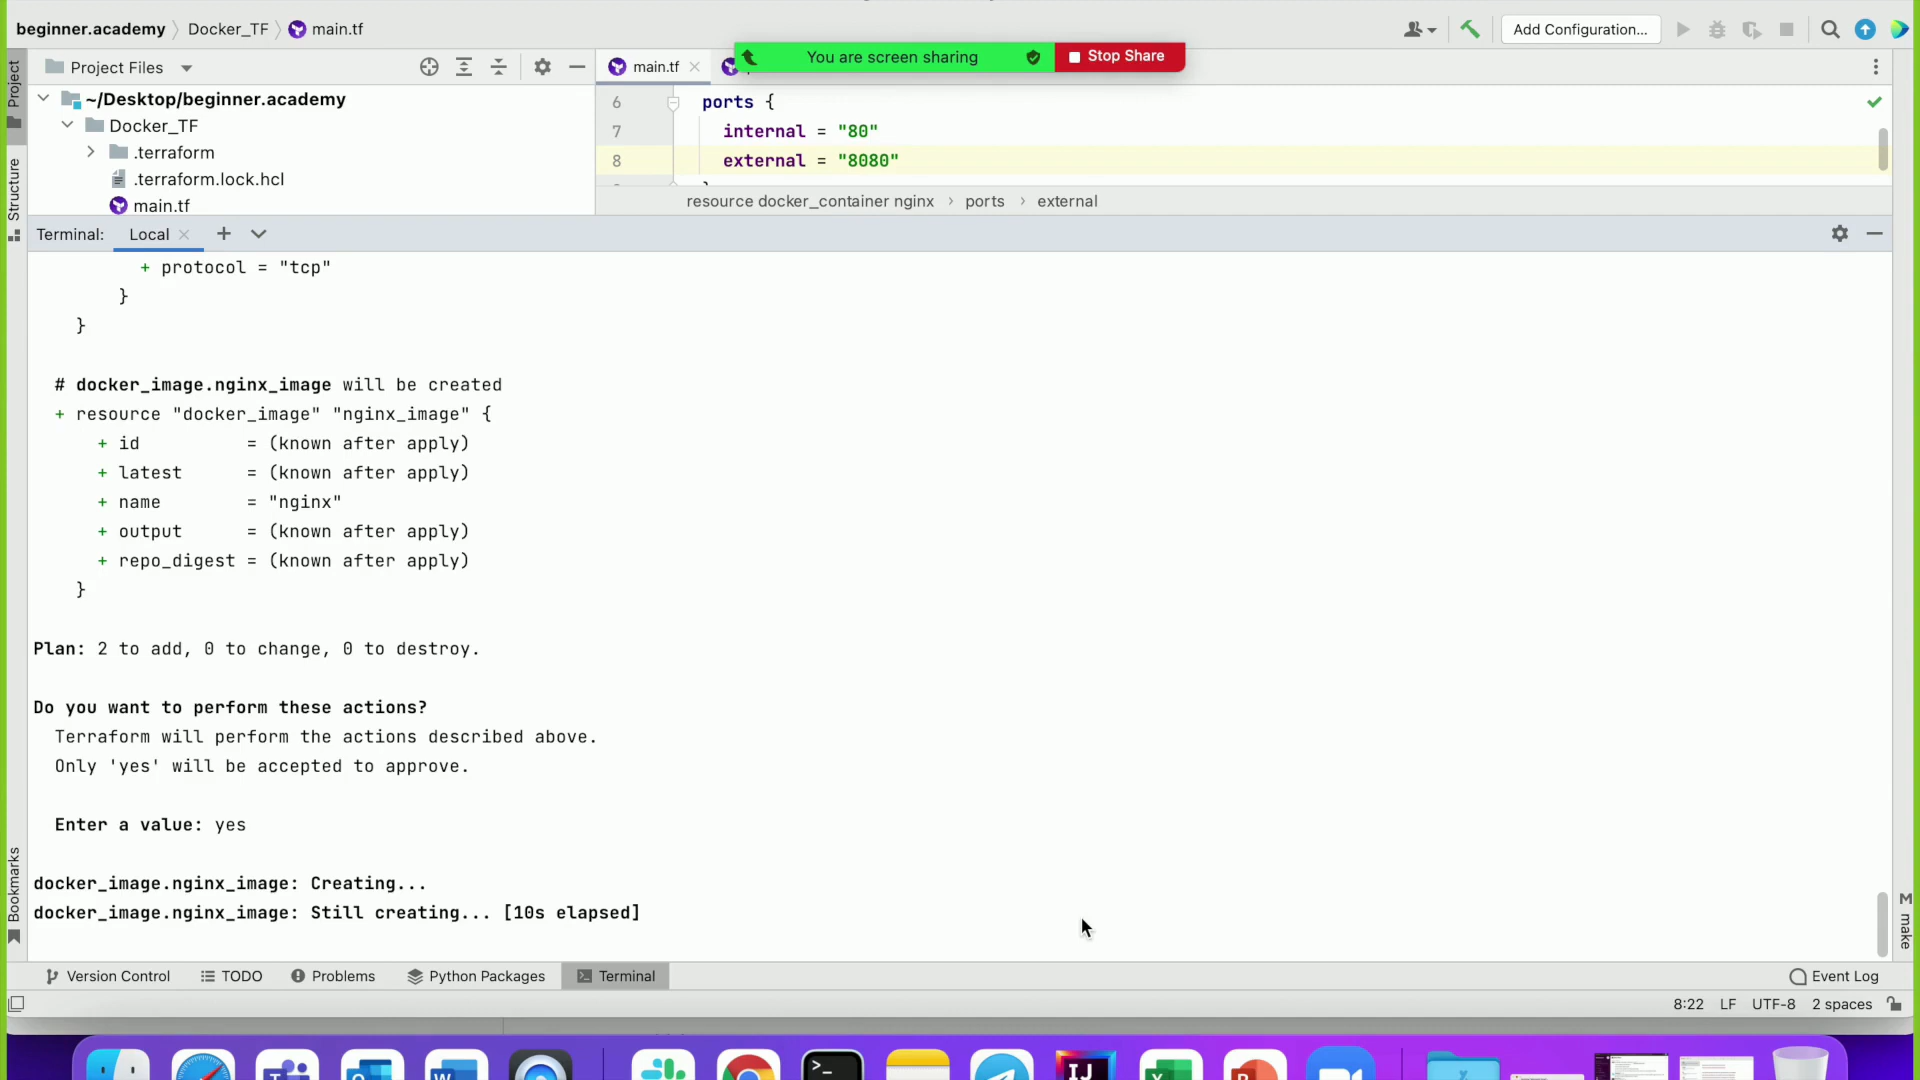 beginner.academy Docker_TF main.tf
Add Configuration...
You are screen sharing
Stop Share
Project
Structure
Bookmarks
Project Files
~/Desktop/beginner.academy
Docker_TF
.terraform
.terraform.lock.hcl
main.tf
main.tf
6 ports {
7 internal = "80"
8 external = "8080"
resource docker_container nginx › ports › external
Terminal: Local
+ protocol = "tcp"
}
}
# docker_image.nginx_image will be created
+ resource "docker_image" "nginx_image" {
+ id = (known after apply)
+ latest = (known after apply)
+ name = "nginx"
+ output = (known after apply)
+ repo_digest = (known after apply)
}
Plan: 2 to add, 0 to change, 0 to destroy.
Do you want to perform these actions?
Terraform will perform the actions described above.
Only 'yes' will be accepted to approve.
Enter a value: yes
docker_image.nginx_image: Creating...
docker_image.nginx_image: Still creating... [10s elapsed]
M make
Version Control TODO Problems Python Packages Terminal
Event Log
8:22 LF UTF-8 2 spaces
IJ